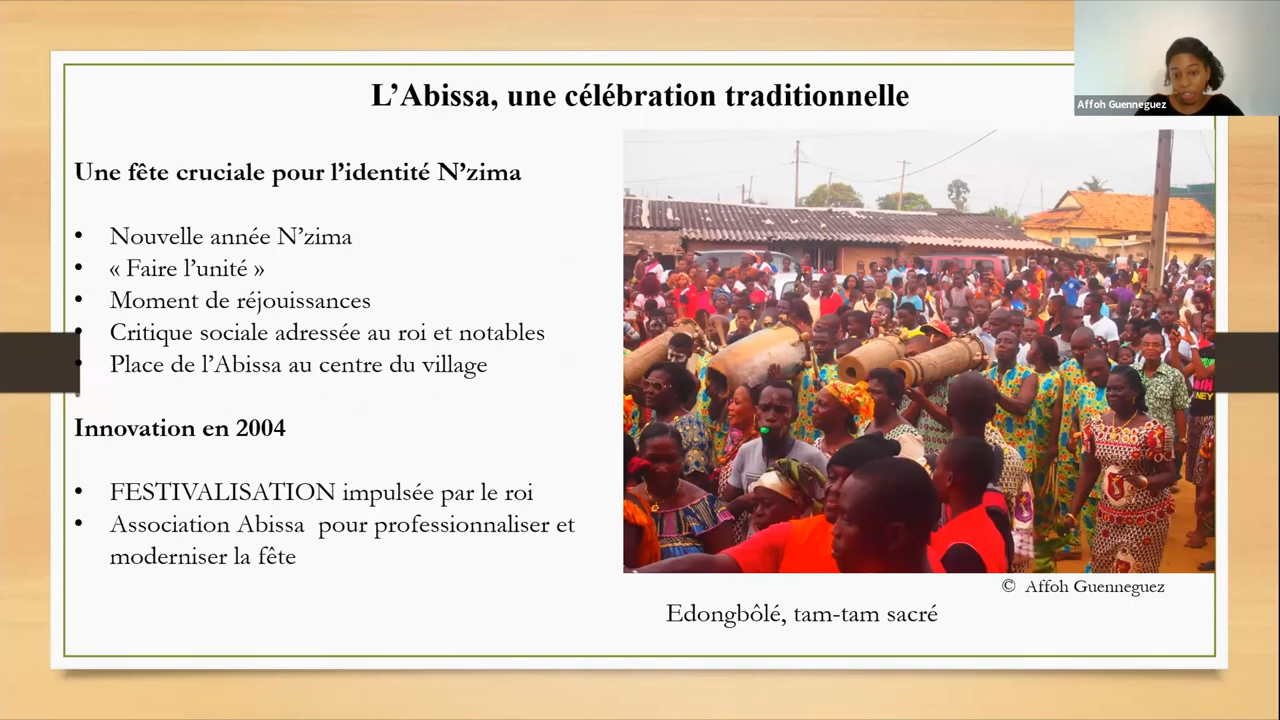 L’Abissa, une célébration traditionnelle
Affoh Guenneguez
Une fête cruciale pour l’identité N’zima
• Nouvelle année N’zima
• « Faire l’unité »
• Moment de réjouissances
• Critique sociale adressée au roi et notables
• Place de l’Abissa au centre du village
Innovation en 2004
• FESTIVALISATION impulsée par le roi
• Association Abissa pour professionnaliser et
moderniser la fête
© Affoh Guenneguez
Edongbôlé, tam-tam sacré